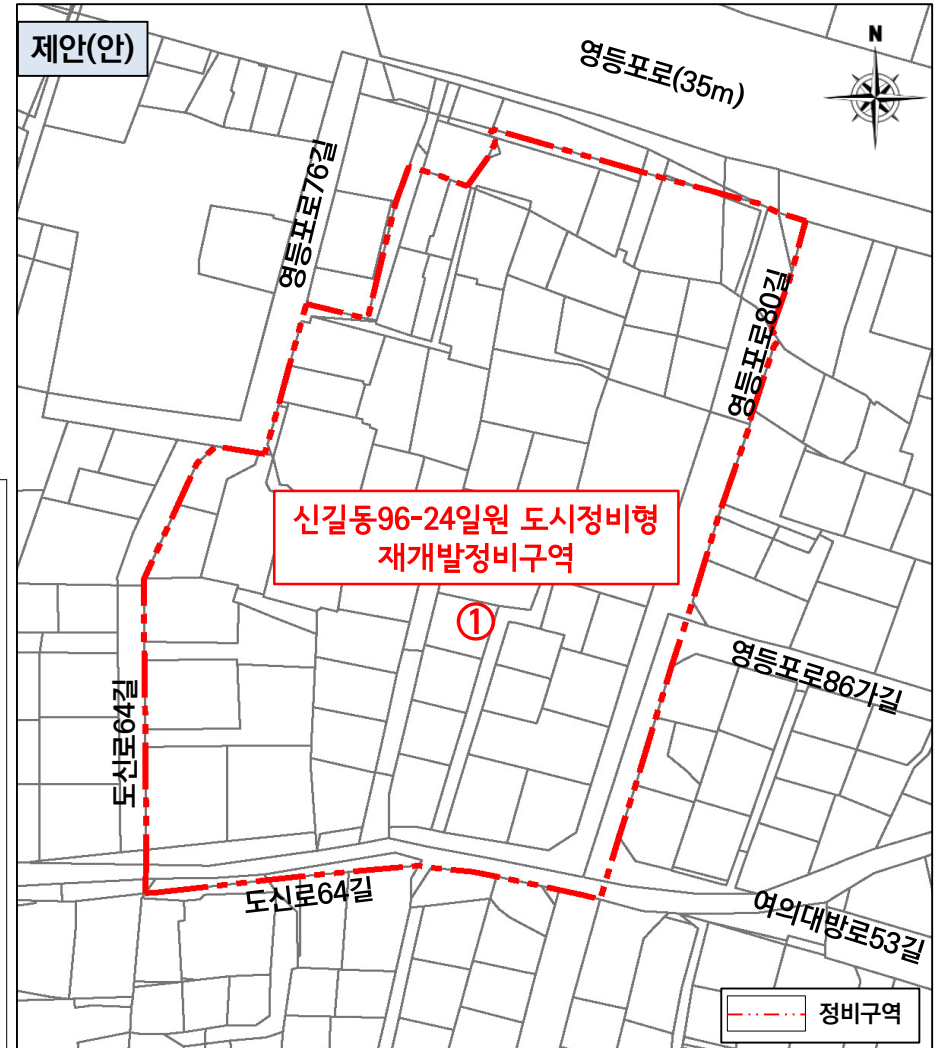 제안(안)
영등포로(35m)
N
영등포로76길
영등포로80길
신길동96-24일원 도시정비형
재개발정비구역
①
영등포로86가길
도신로64길
도신로64길
여의대방로53길
정비구역